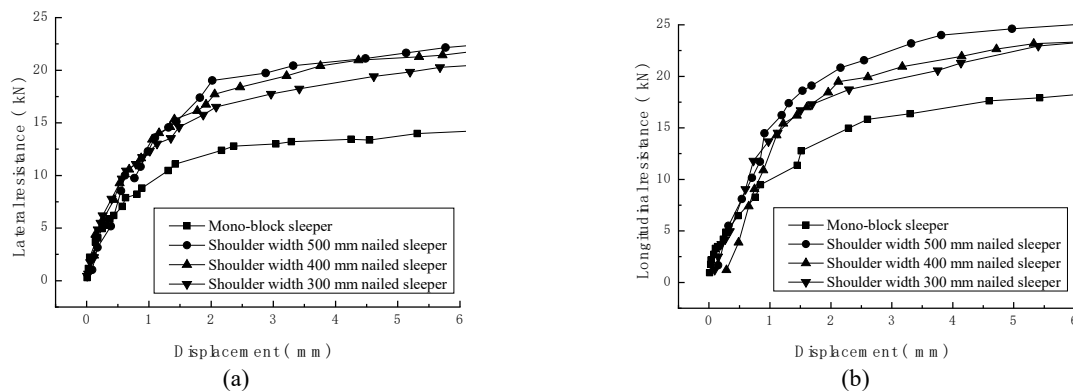 25
20
15
10
5
0
Lateral resistance (kN)
Mono-block sleeper
Shoulder width 500 mm nailed sleeper
Shoulder width 400 mm nailed sleeper
Shoulder width 300 mm nailed sleeper
0 1 2 3 4 5 6
Displacement (mm)
(a)
25
20
15
10
5
0
Longitudinal resistance (kN)
Mono-block sleeper
Shoulder width 500 mm nailed sleeper
Shoulder width 400 mm nailed sleeper
Shoulder width 300 mm nailed sleeper
0 1 2 3 4 5 6
Displacement (mm)
(b)